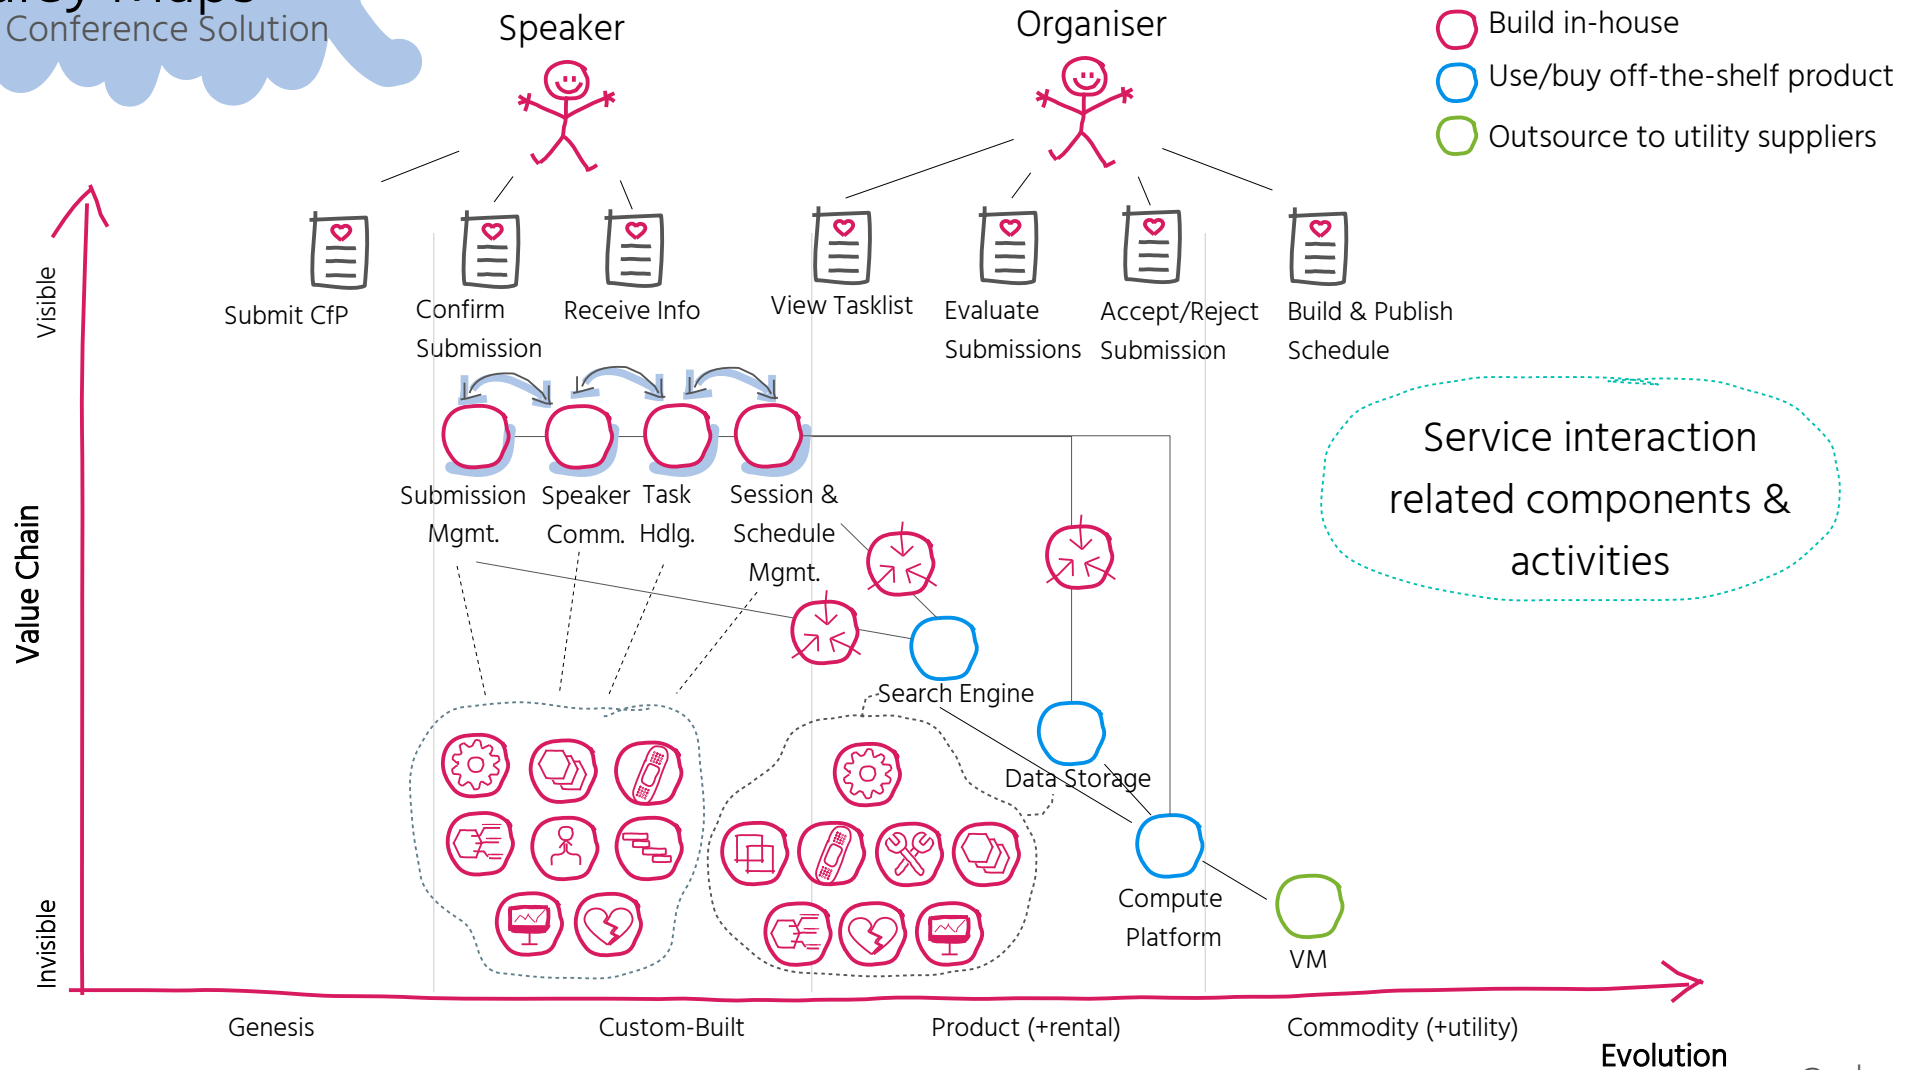 Conference Solution
Speaker
Organiser
Build in-house
Use/buy off-the-shelf product
Outsource to utility suppliers
Visible
Value Chain
Invisible
Submit CfP
Confirm
Submission
Receive Info
View Tasklist
Evaluate
Submissions
Accept/Reject
Submission
Build & Publish
Schedule
Submission
Mgmt.
Speaker
Comm.
Task
Hdlg.
Session &
Schedule
Mgmt.
Service interaction
related components &
activities
Search Engine
Data Storage
Compute
Platform
VM
Genesis
Custom-Built
Product (+rental)
Commodity (+utility)
Evolution